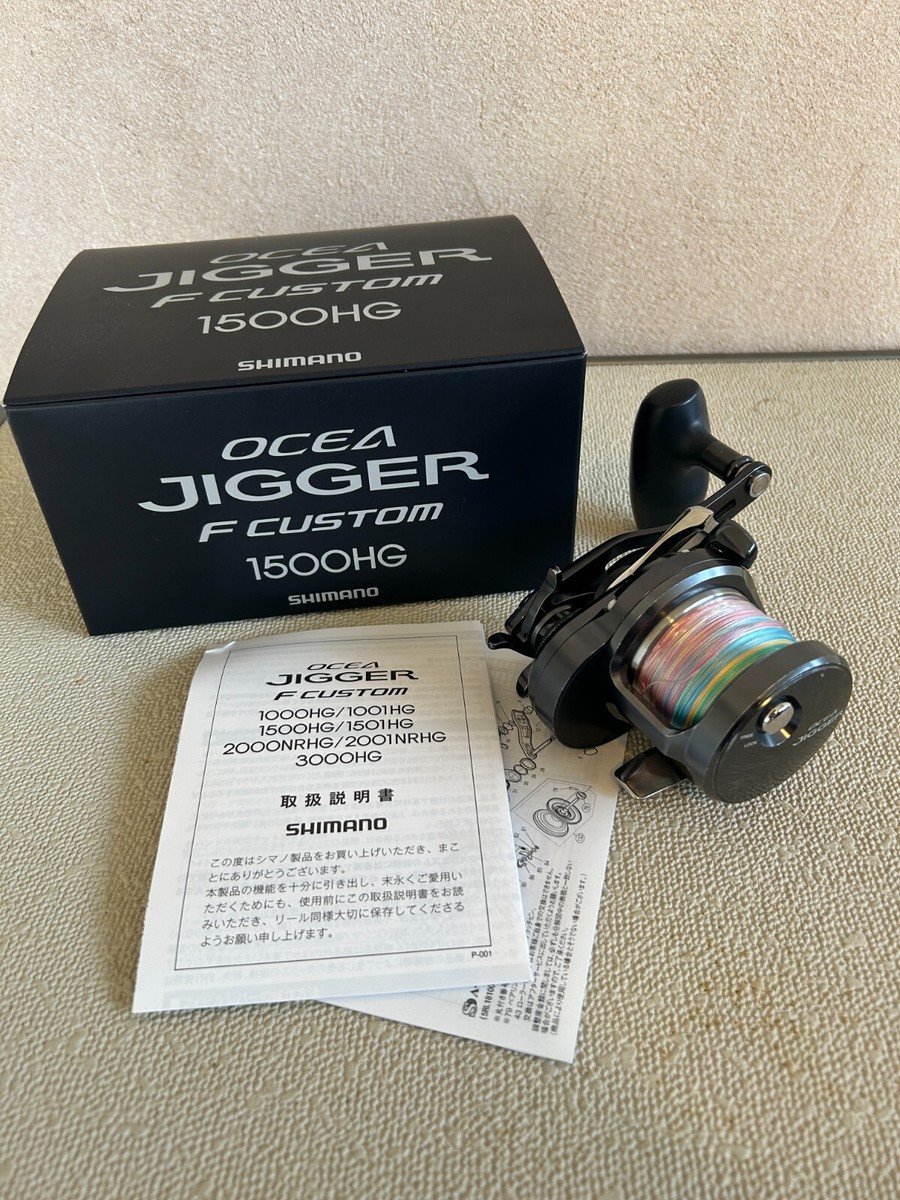 OCEA
JIGGER
F CUSTOM
1500HG
SHIMANO
OCEA
JIGGER
F CUSTOM
1500HG
SHIMANO
OCEA
JIGGER
F CUSTOM
1000HG/1001HG
1500HG/1501HG
2000NRHG/2001NRHG
3000HG
取扱説明書
SHIMANO
この度はシマノ製品をお買い上げいただき、まこ
とにありがとうございます。
本製品の機能を十分に引き出し、末永くご愛用い
ただくためにも、使用前にこの取扱説明書をお読
みいただき、リール同様大切に保存してくださる
ようお願い申し上げます。
P-001
OCEA
JIGGER
FREE
LOCK